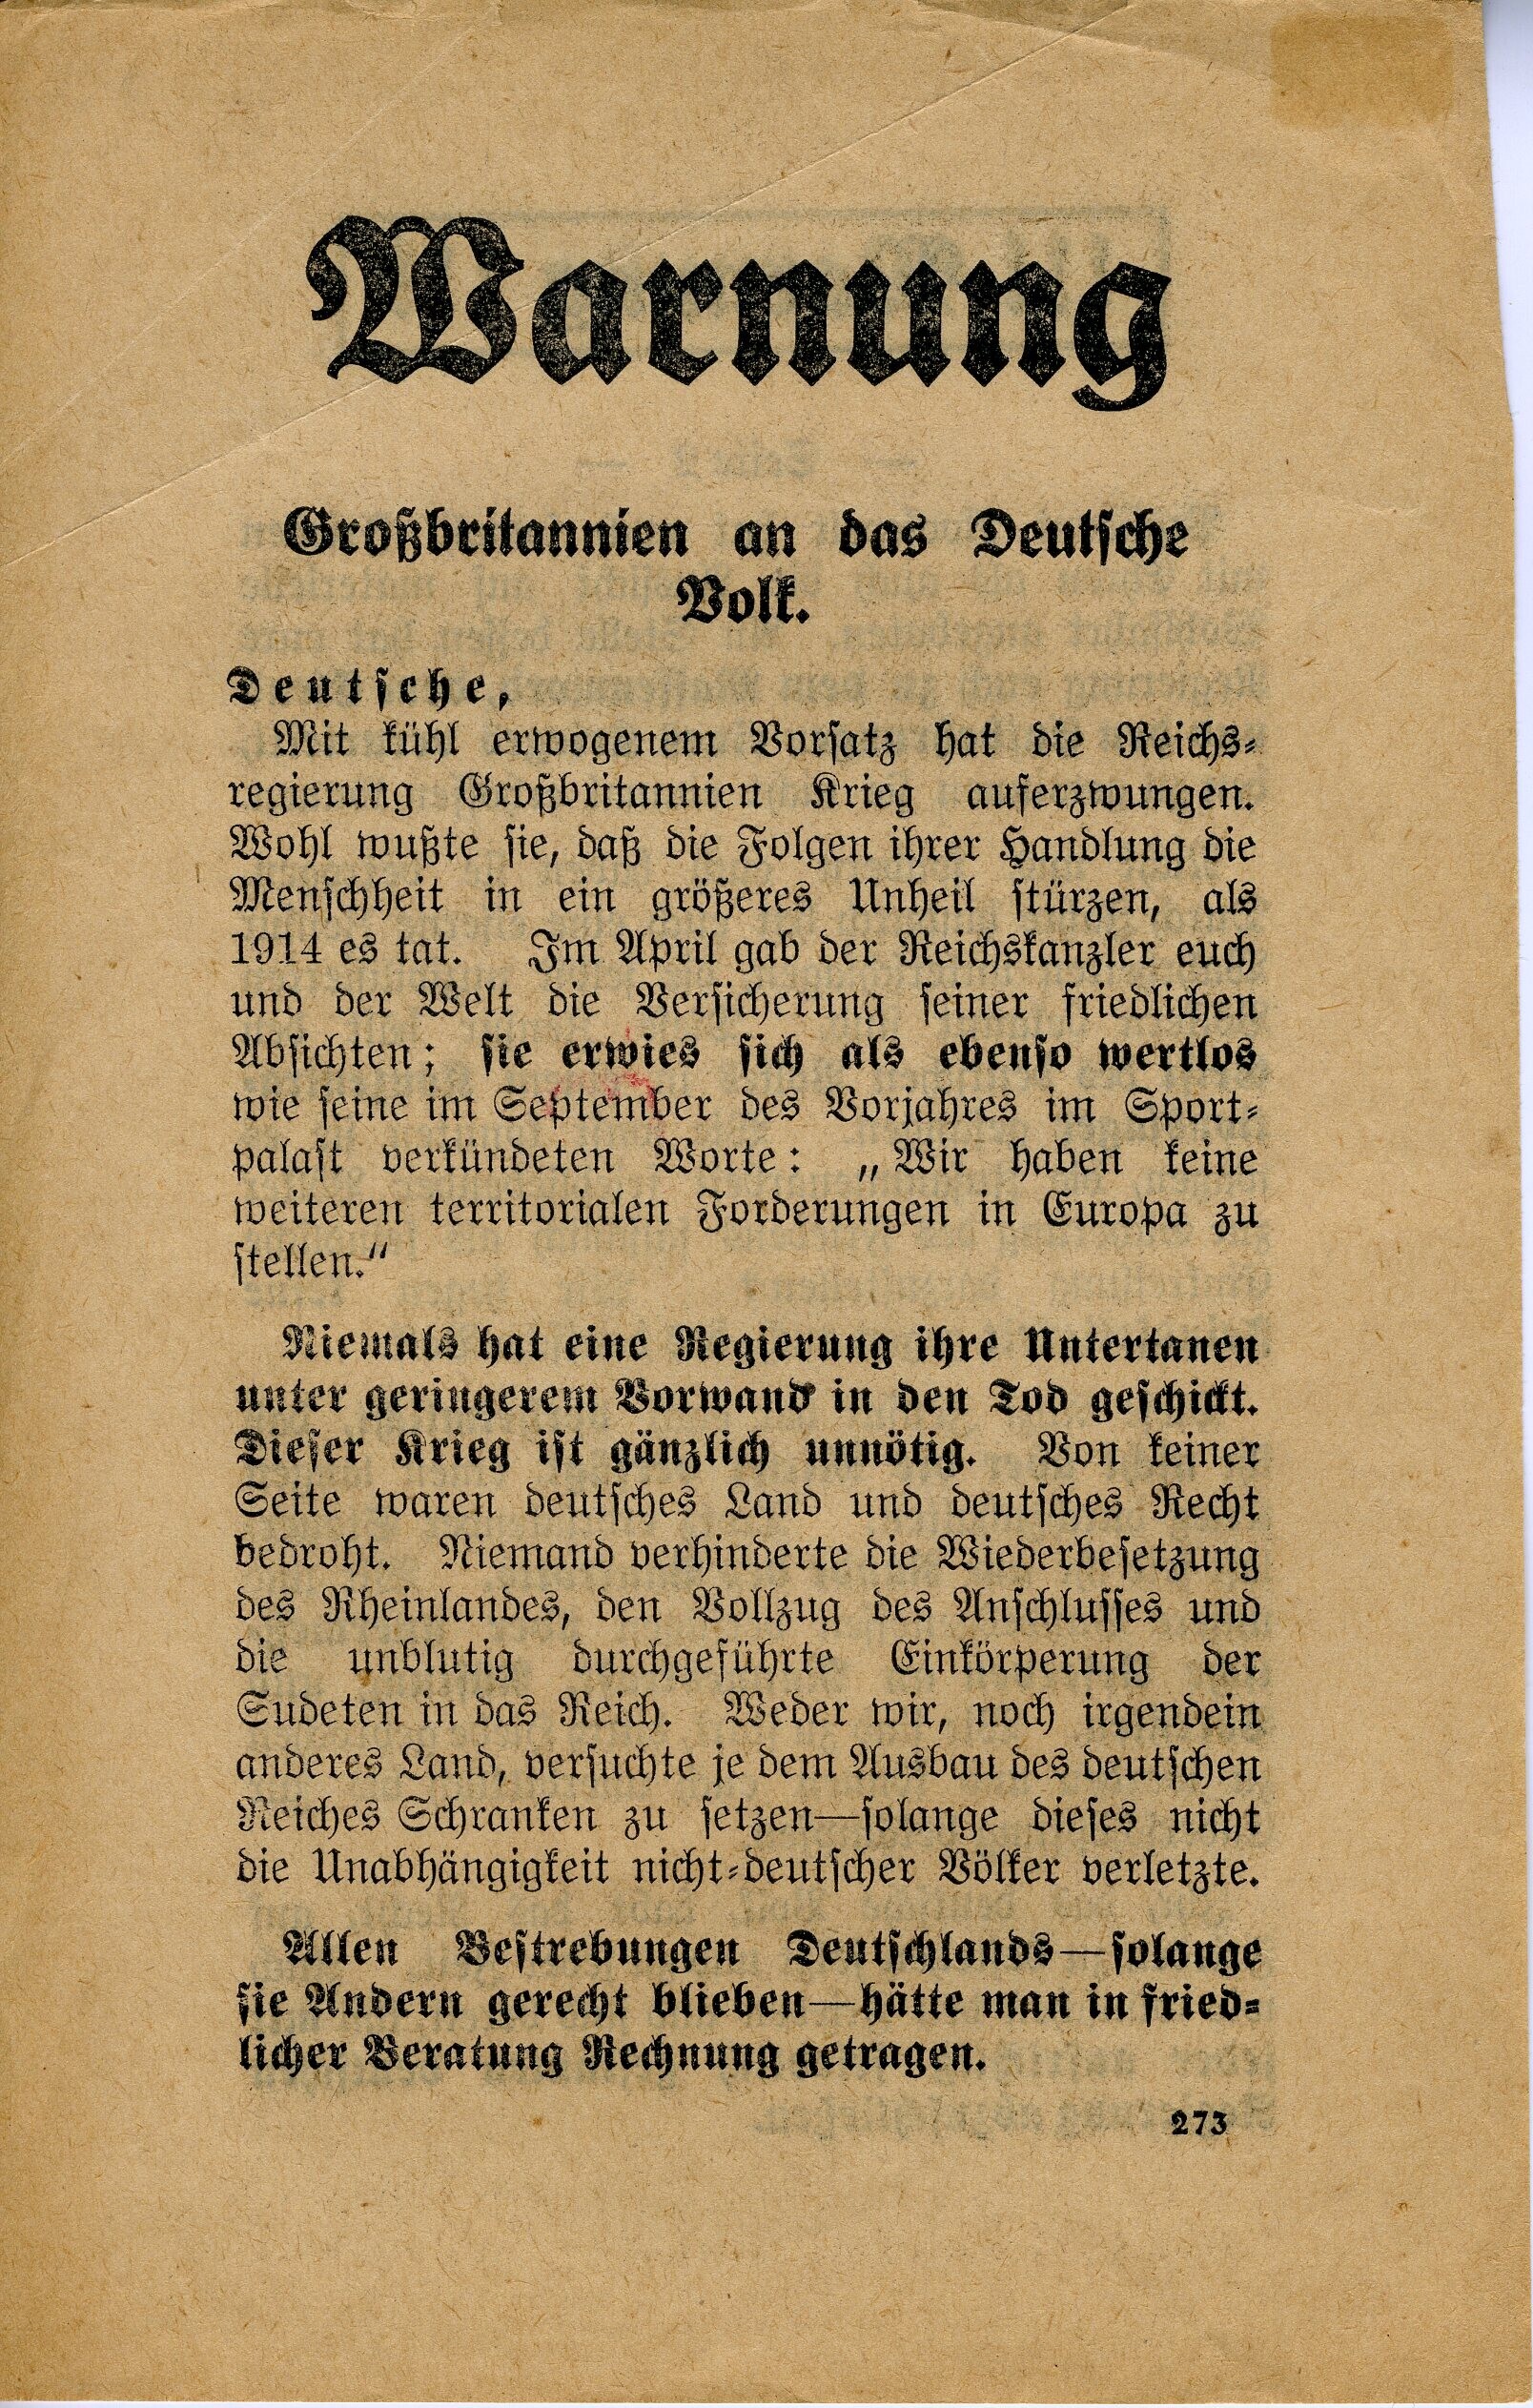 Warnung
Großbritannien an das Deutsche
Volk.
Deutsche,
Mit kühl erwogenem Vorsatz hat die Reichs-
regierung Großbritannien Krieg auferzwungen.
Wohl wußte sie, daß die Folgen ihrer Handlung die
Menschheit in ein größeres Unheil stürzen, als
1914 es tat. Im April gab der Reichskanzler euch
und der Welt die Versicherung seiner friedlichen
Absichten; sie erwies sich als ebenso wertlos
wie seine im September des Vorjahres im Sport-
palast verkündeten Worte: „Wir haben keine
weiteren territorialen Forderungen in Europa zu
stellen.“
Niemals hat eine Regierung ihre Untertanen
unter geringerem Vorwand in den Tod geschickt.
Dieser Krieg ist gänzlich unnötig. Von keiner
Seite waren deutsches Land und deutsches Recht
bedroht. Niemand verhinderte die Wiederbesetzung
des Rheinlandes, den Vollzug des Anschlusses und
die unblutig durchgeführte Einkörperung der
Sudeten in das Reich. Weder wir, noch irgendein
anderes Land, versuchte je dem Ausbau des deutschen
Reiches Schranken zu setzen—solange dieses nicht
die Unabhängigkeit nicht-deutscher Völker verletzte.
Allen Bestrebungen Deutschlands—solange
sie Andern gerecht blieben—hätte man in fried-
licher Beratung Rechnung getragen.
273